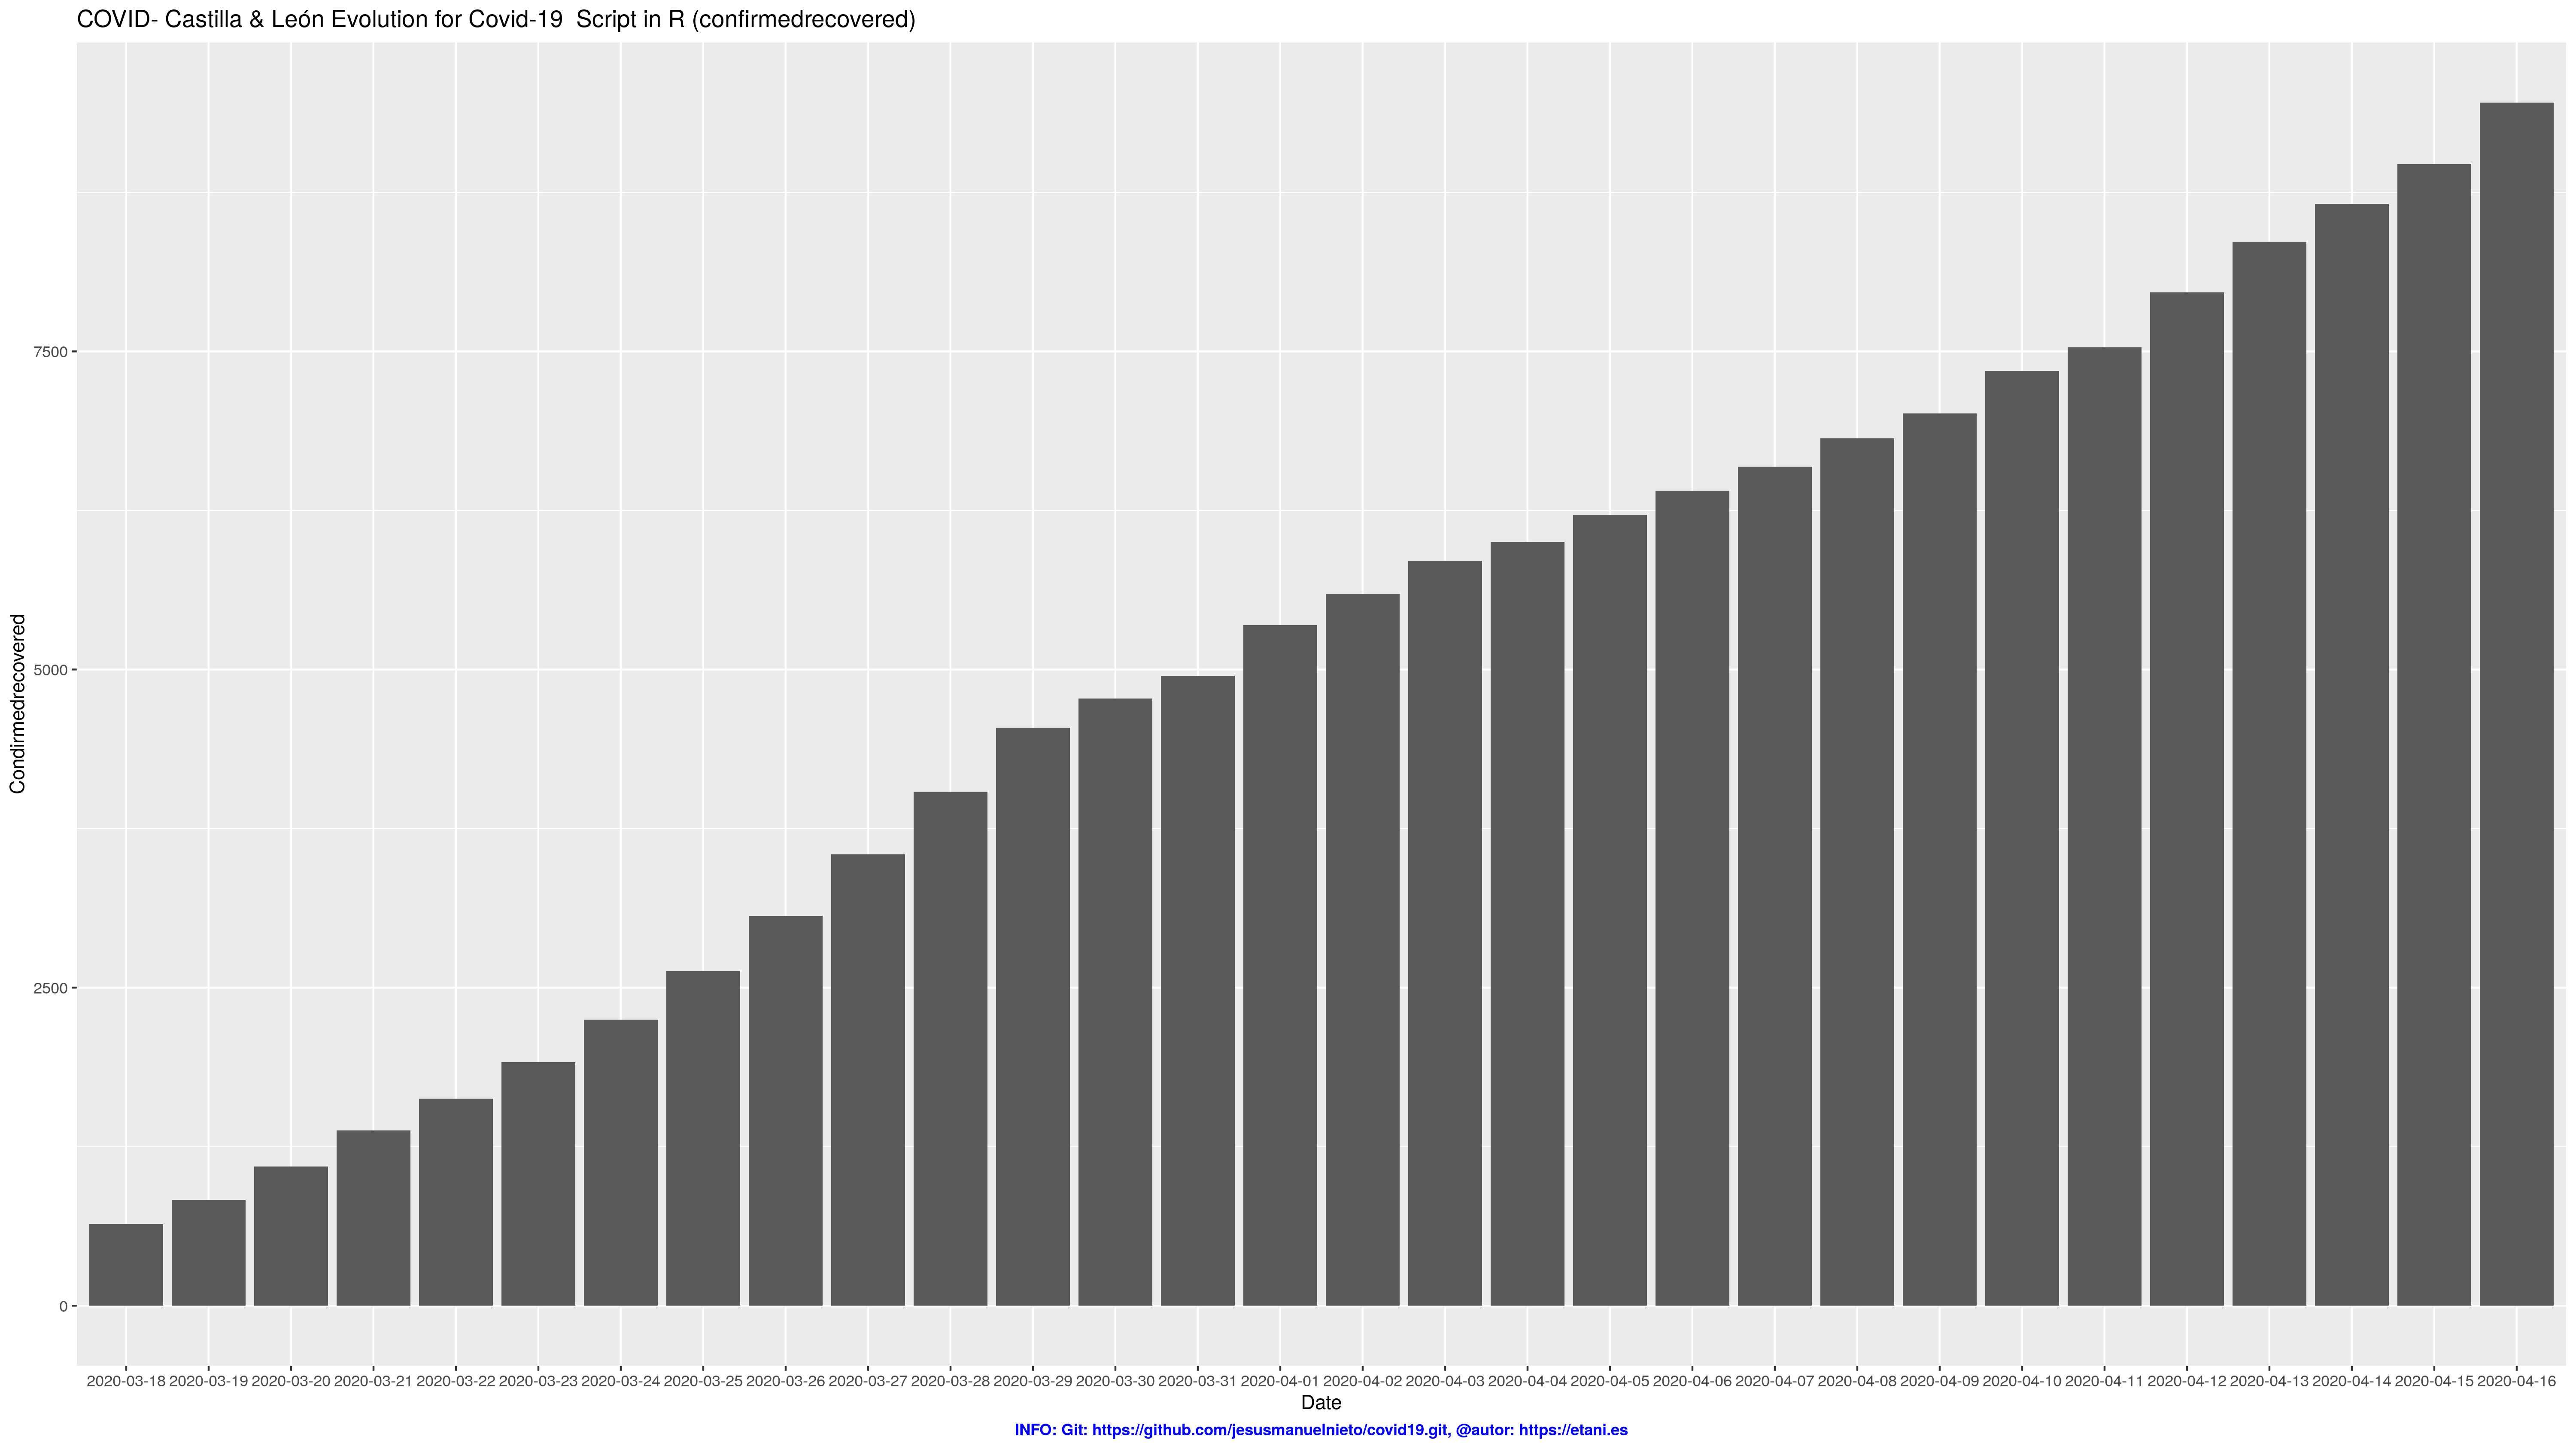 COVID- Castilla & León Evolution for Covid-19  Script in R (confirmedrecovered)
Condirmedrecovered
7500
5000
2500
0
2020-03-18 2020-03-19 2020-03-20 2020-03-21 2020-03-22 2020-03-23 2020-03-24 2020-03-25 2020-03-26 2020-03-27 2020-03-28 2020-03-29 2020-03-30 2020-03-31 2020-04-01 2020-04-02 2020-04-03 2020-04-04 2020-04-05 2020-04-06 2020-04-07 2020-04-08 2020-04-09 2020-04-10 2020-04-11 2020-04-12 2020-04-13 2020-04-14 2020-04-15 2020-04-16
Date
INFO: Git: https://github.com/jesusmanuelnieto/covid19.git, @autor: https://etani.es